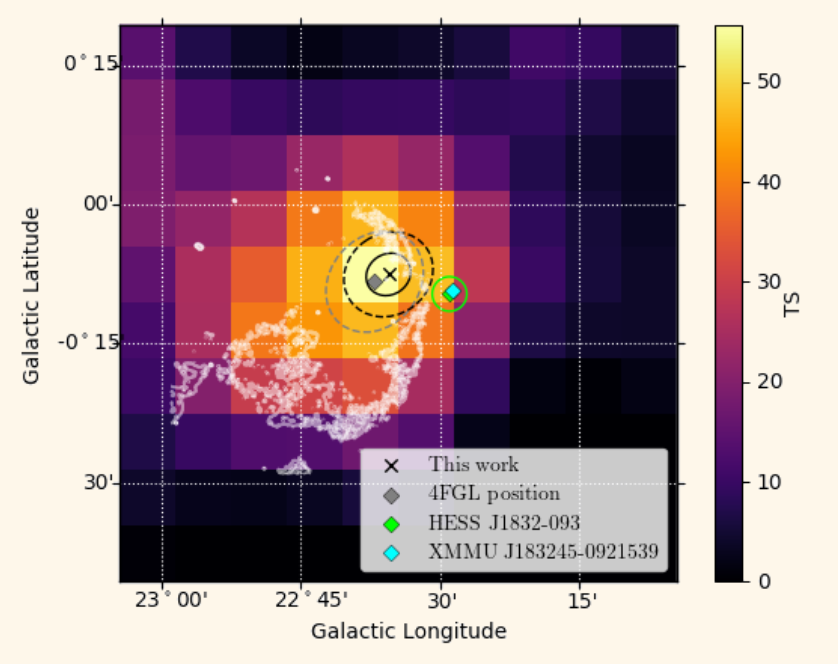 0°15'
00'
-0°15'
30'
Galactic Latitude
23°00'
22°45'
30'
15'
Galactic Longitude
50
40
30
20
10
0
TS
This work
4FGL position
HESS J1832-093
XMMU J183245-0921539